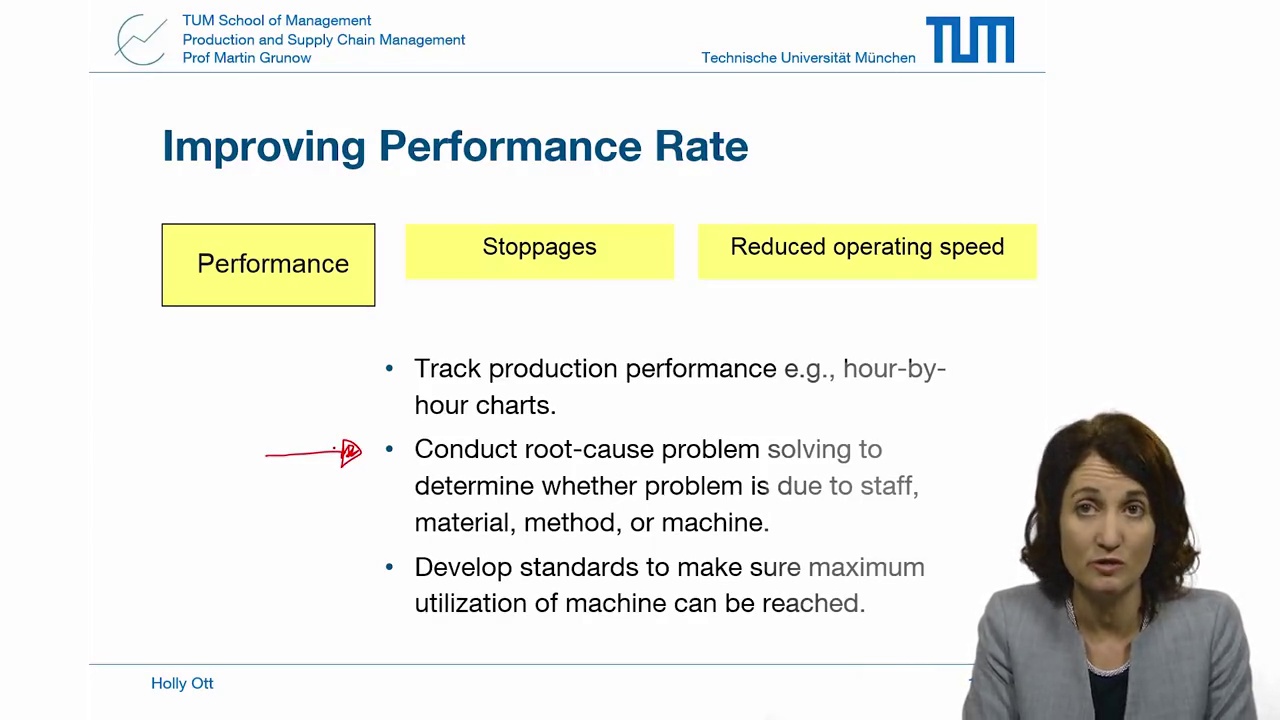 TUM School of Management
Production and Supply Chain Management
Prof Martin Grunow
Technische Universität München
TUM
Improving Performance Rate
Performance
Stoppages
Reduced operating speed
• Track production performance e.g., hour-by-
hour charts.
• Conduct root-cause problem solving to
determine whether problem is due to staff,
material, method, or machine.
• Develop standards to make sure maximum
utilization of machine can be reached.
Holly Ott